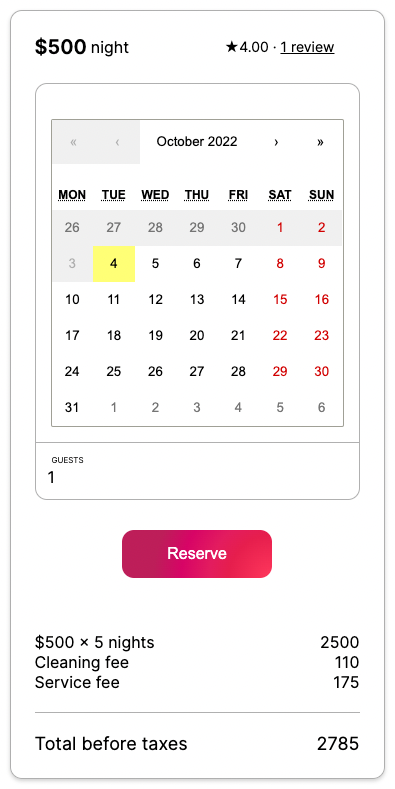 $500 night ★4.00 · 1 review
« ‹ October 2022 › »
MON TUE WED THU FRI SAT SUN
26 27 28 29 30 1 2
3 4 5 6 7 8 9
10 11 12 13 14 15 16
17 18 19 20 21 22 23
24 25 26 27 28 29 30
31 1 2 3 4 5 6
GUESTS
1
Reserve
$500 × 5 nights 2500
Cleaning fee 110
Service fee 175
Total before taxes 2785